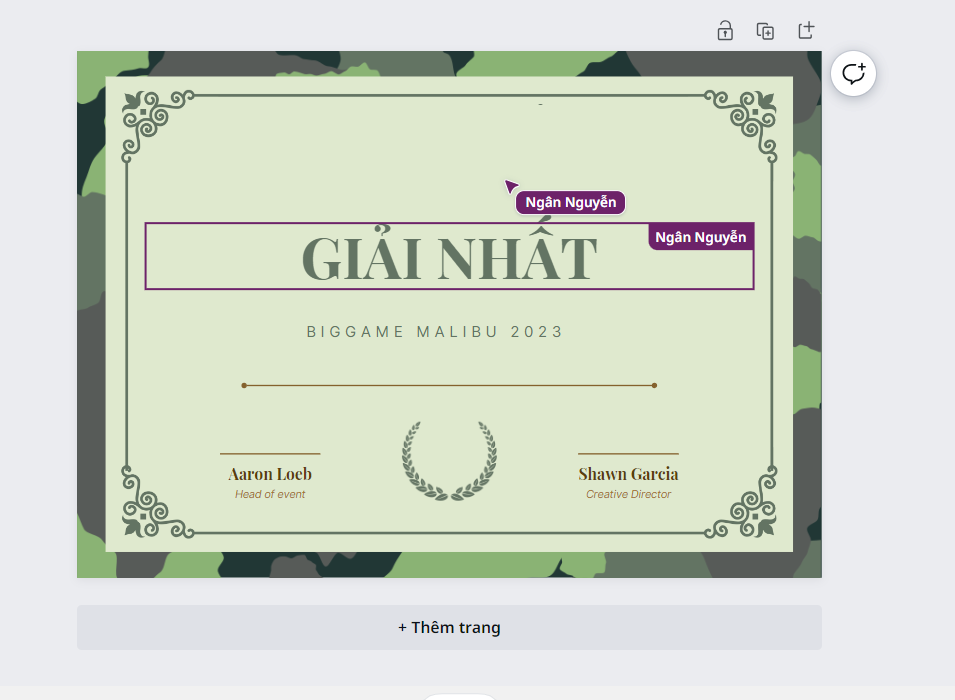 Ngân Nguyễn
Ngân Nguyễn
GIẢI NHẤT
BIGGAME MALIBU 2023
Aaron Loeb
Head of event
Shawn Garcia
Creative Director
+ Thêm trang